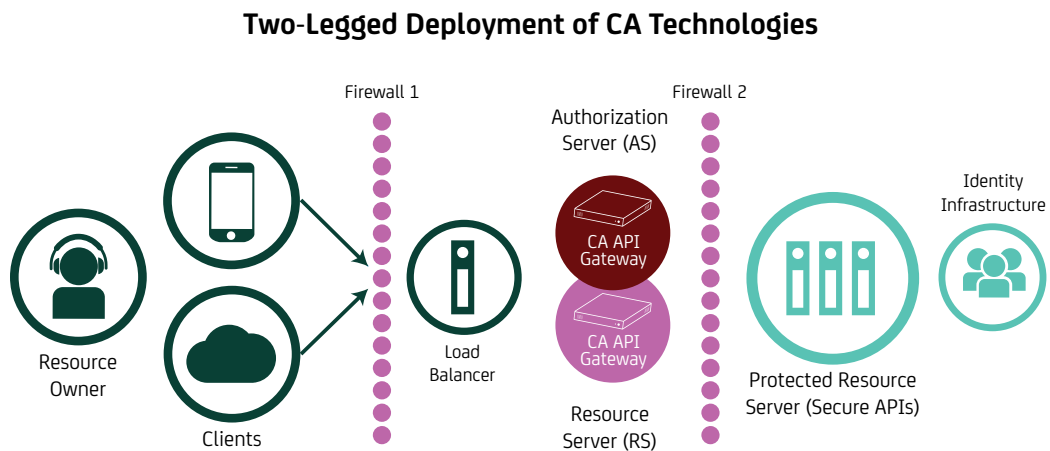 Two-Legged Deployment of CA Technologies
Firewall 1
Firewall 2
Authorization
Server (AS)
Identity
Infrastructure
CA API
Gateway
CA API
Gateway
Resource
Owner
Clients
Load
Balancer
Resource
Server (RS)
Protected Resource
Server (Secure APIs)